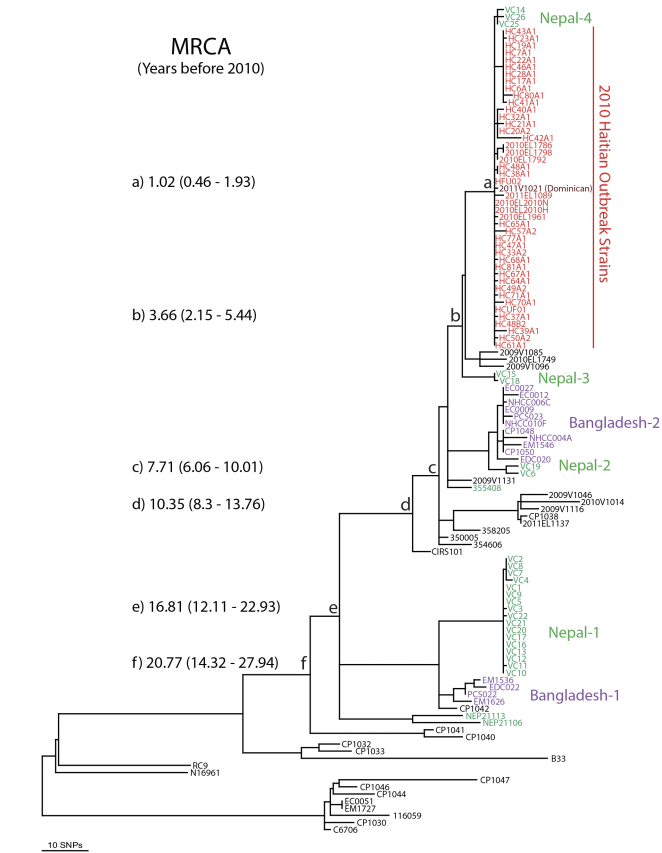 MRCA
(Years before 2010)
a) 1.02 (0.46 - 1.93)
b) 3.66 (2.15 - 5.44)
c) 7.71 (6.06 - 10.01)
d) 10.35 (8.3 - 13.76)
e) 16.81 (12.11 - 22.93)
f) 20.77 (14.32 - 27.94)
VC14
VC26
VC25
Nepal-4
HC43A1
HC23A1
HC19A1
HC7A1
HC22A1
HC46A1
HC28A1
HC17A1
HC6A1
HC80A1
HC41A1
HC40A1
HC32A1
HC21A1
HC20A2
HC42A1
2010EL1786
2010EL1798
2010EL1792
HC48A1
HC38A1
HFU02
a
2011V1021 (Dominican)
2011EL1089
2010EL2010N
2010EL2010H
2010EL1961
HC65A1
HC57A2
HC77A1
HC47A1
HC33A2
HC68A1
HC81A1
HC67A1
HC64A1
HC49A2
HC71A1
HC70A1
HCUF01
HC37A1
HC48B2
HC39A1
HC50A2
HC61A1
2010 Haitian Outbreak Strains
b
2009V1085
2010EL1749
2009V1096
VC15
VC18
Nepal-3
EC0027
EC0012
NHCC006C
EC0009
PCS023
NHCC010F
CP1048
NHCC004A
EM1546
CP1050
EDC020
Bangladesh-2
VC19
VC6
Nepal-2
c
2009V1131
355408
d
2009V1046
2010V1014
2009V1116
CP1038
2011EL1137
358205
350005
354606
CIRS101
e
VC2
VC8
VC7
VC4
VC1
VC9
VC5
VC3
VC22
VC21
VC20
VC17
VC16
VC13
VC12
VC11
VC10
Nepal-1
f
EM1536
EDC022
PCS022
EM1626
Bangladesh-1
CP1042
NEP21113
NEP21106
CP1041
CP1040
CP1032
CP1033
B33
RC9
N16961
CP1047
CP1046
CP1044
EC0051
EM1727
116059
CP1030
C6706
10 SNPs